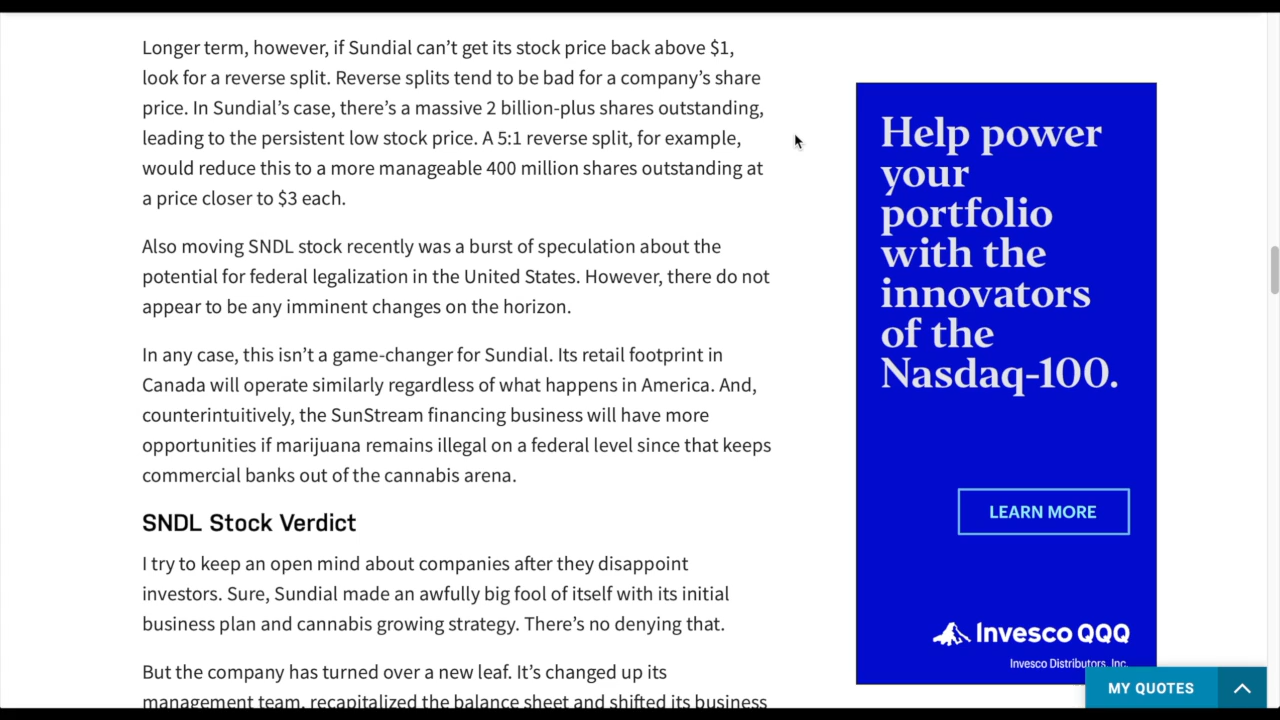 Longer term, however, if Sundial can’t get its stock price back above $1,
look for a reverse split. Reverse splits tend to be bad for a company’s share
price. In Sundial’s case, there’s a massive 2 billion-plus shares outstanding,
leading to the persistent low stock price. A 5:1 reverse split, for example,
would reduce this to a more manageable 400 million shares outstanding at
a price closer to $3 each.
Also moving SNDL stock recently was a burst of speculation about the
potential for federal legalization in the United States. However, there do not
appear to be any imminent changes on the horizon.
In any case, this isn’t a game-changer for Sundial. Its retail footprint in
Canada will operate similarly regardless of what happens in America. And,
counterintuitively, the SunStream financing business will have more
opportunities if marijuana remains illegal on a federal level since that keeps
commercial banks out of the cannabis arena.
SNDL Stock Verdict
I try to keep an open mind about companies after they disappoint
investors. Sure, Sundial made an awfully big fool of itself with its initial
business plan and cannabis growing strategy. There’s no denying that.
But the company has turned over a new leaf. It’s changed up its
management team, recapitalized the balance sheet and shifted its business
Help power
your
portfolio
with the
innovators
of the
Nasdaq-100.
LEARN MORE
Invesco QQQ
Invesco Distributors, Inc.
MY QUOTES